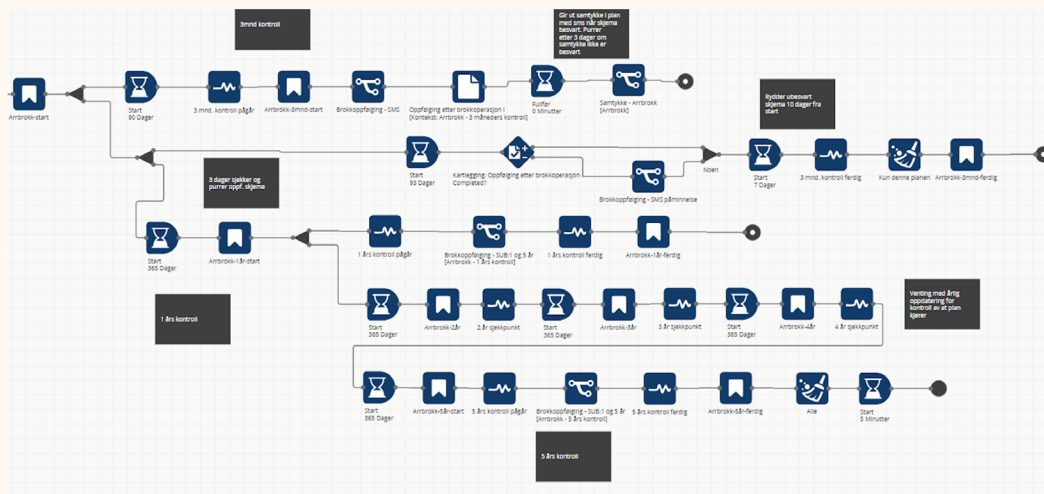 3mnd kontroll
Gir ut samtykke i plan
med sms når skjema
besvart. Purrer
etter 3 dager om
samtykke ikke er
besvart
Arrbrokk-start
Start
90 Dager
3 mnd. kontroll pågår
Arrbrokk-3mnd-start
Brokkoppfølging - SMS
Oppfølging etter brokkoperasjon I
[Kontekst: Arrbrokk - 3 måneders kontroll]
Fullfør
0 Minutter
Samtykke - Arrbrokk
[Arrbrokk]
Rydder ubesvart
skjema 10 dager fra
start
3 dager sjekker og
purrer oppf. skjema
Start
93 Dager
Kartlegging: Oppfølging etter brokkoperasjon
Completed?
Brokkoppfølging - SMS påminnelse
Noen
Start
7 Dager
3 mnd. kontroll ferdig
Kun denne planen
Arrbrokk-3mnd-ferdig
Start
365 Dager
Arrbrokk-1år-start
1 års kontroll pågår
Brokkoppfølging - SUB:1 og 5 år
[Arrbrokk - 1 års kontroll]
1 års kontroll ferdig
Arrbrokk-1år-ferdig
1 års kontroll
Start
365 Dager
Arrbrokk-2år
2.år sjekkpunkt
Start
365 Dager
Arrbrokk-3år
3 år sjekkpunkt
Start
365 Dager
Arrbrokk-4år
4 år sjekkpunkt
Venting med årlig
oppdatering for
kontroll av at plan
kjører
Start
365 Dager
Arrbrokk-5år-start
5 års kontroll pågår
Brokkoppfølging - SUB:1 og 5 år
[Arrbrokk - 5 års kontroll]
5 års kontroll ferdig
Arrbrokk-5år-ferdig
Alle
Start
5 Minutter
5 års kontroll